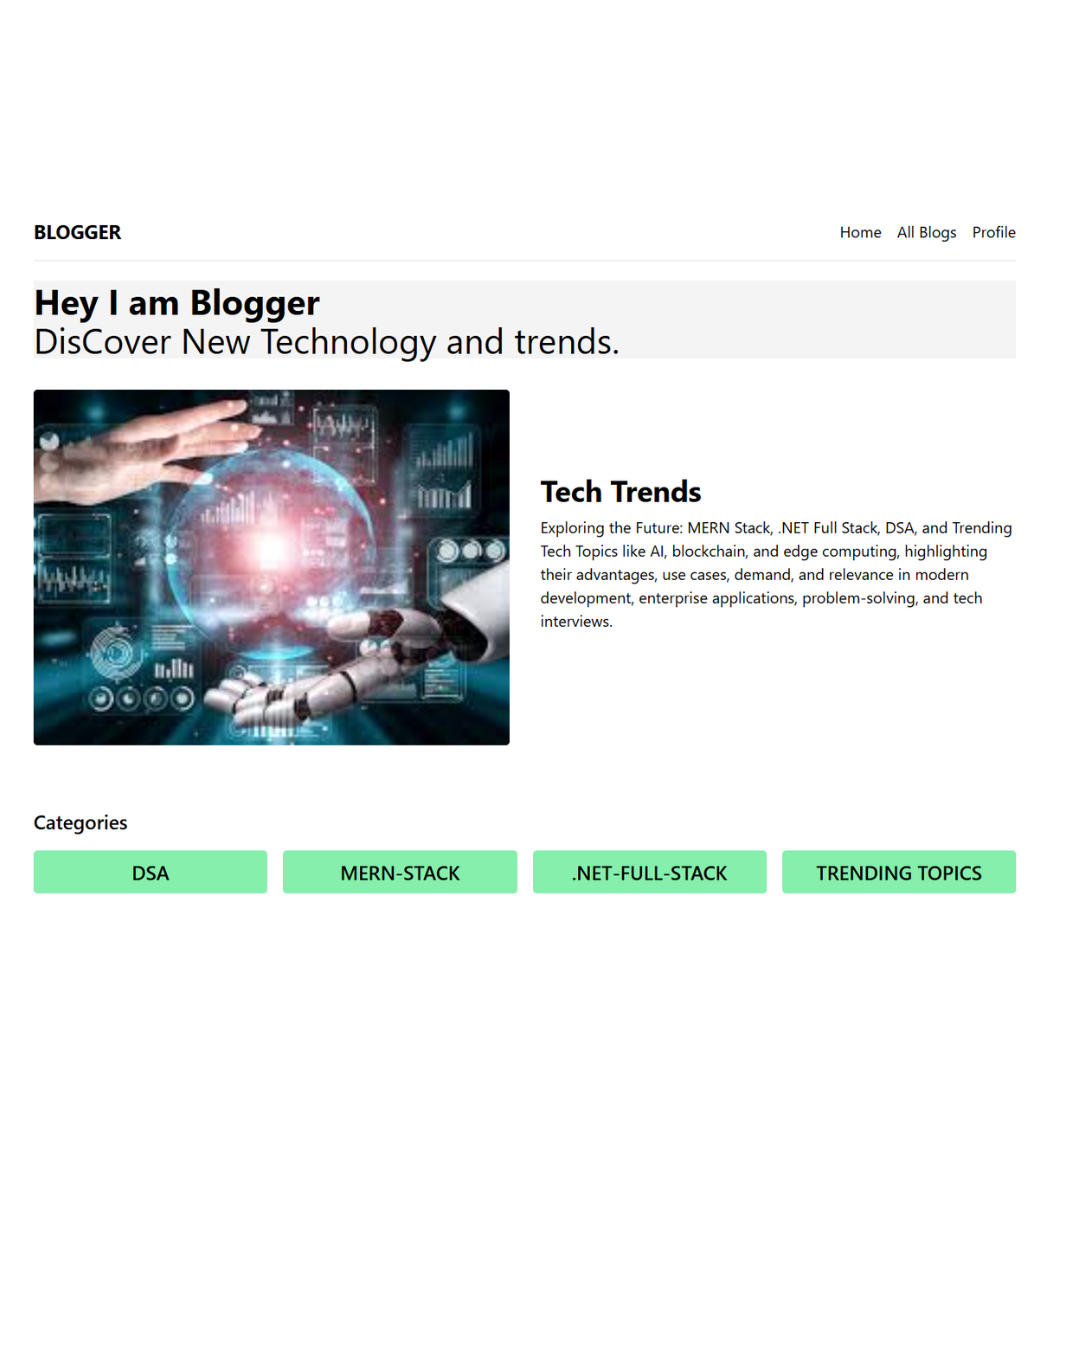 BLOGGER
Home All Blogs Profile
Hey I am Blogger
DisCover New Technology and trends.
Tech Trends
Exploring the Future: MERN Stack, .NET Full Stack, DSA, and Trending
Tech Topics like AI, blockchain, and edge computing, highlighting
their advantages, use cases, demand, and relevance in modern
development, enterprise applications, problem-solving, and tech
interviews.
Categories
DSA
MERN-STACK
.NET-FULL-STACK
TRENDING TOPICS